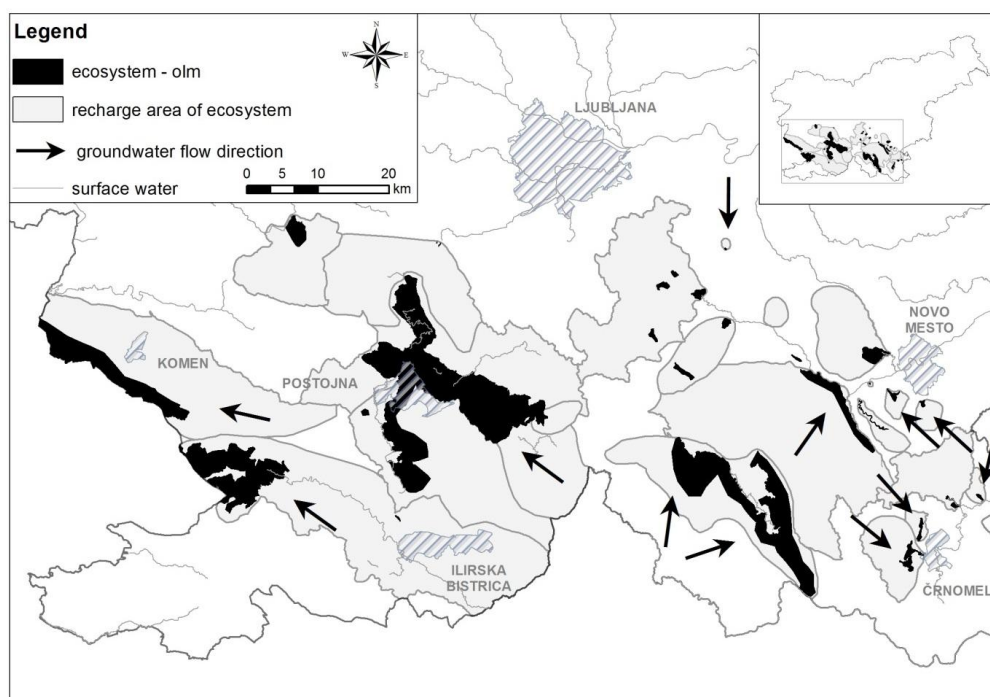 Legend
ecosystem - olm
recharge area of ecosystem
groundwater flow direction
surface water
0 5 10 20
km
N
W E
S
LJUBLJANA
NOVO
MESTO
KOMEN
POSTOJNA
ILIRSKA
BISTRICA
ČRNOMEL